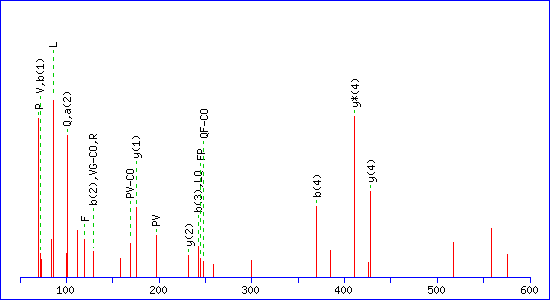 R
V,b(1)
L
Q,a(2)
F
b(2),VG-CO,R
PV-CO
y(1)
PV
y(2)
b(3),LQ
FP
QF-CO
b(4)
y*(4)
y(4)
100
200
300
400
500
600